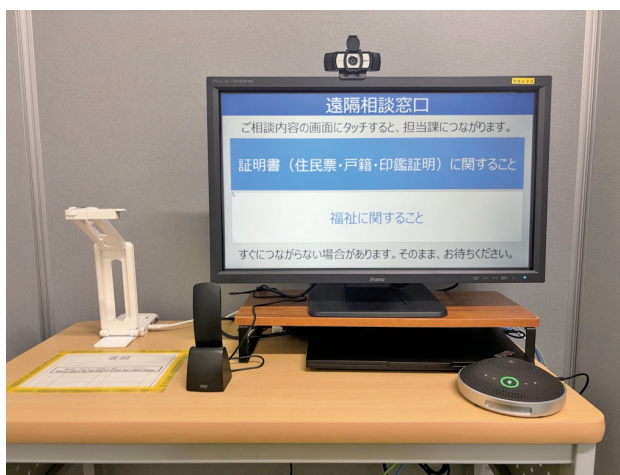 遠隔相談窓口
ご相談内容の画面にタッチすると、担当課につながります。
証明書（住民票・戸籍・印鑑証明）に関すること
福祉に関すること
すぐにつながらない場合があります。そのまま、お待ちください。
iiyama